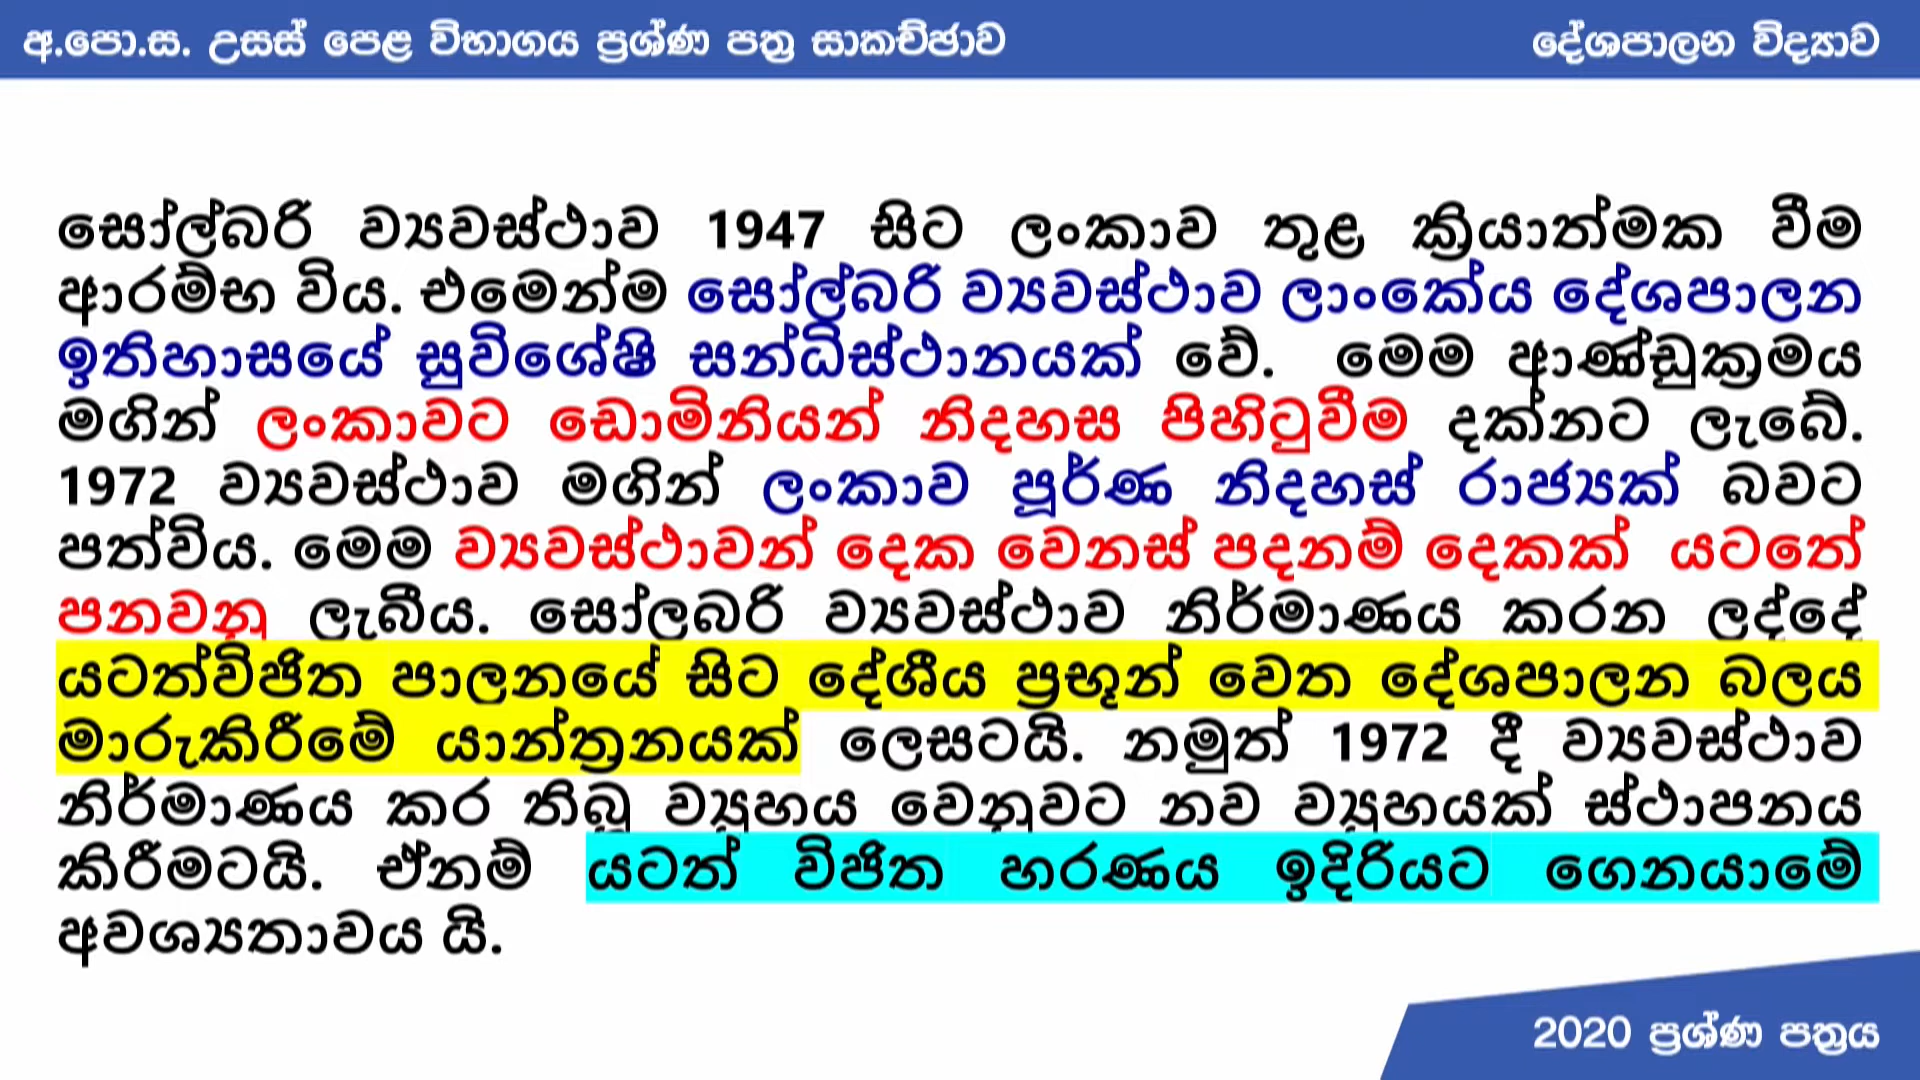 අ.පො.ස. උසස් පෙළ විභාගය ප්‍රශ්ණ පත්‍ර සාකච්ඡාව
දේශපාලන විද්‍යාව
සෝල්බරි ව්‍යවස්ථාව 1947 සිට ලංකාව තුළ ක්‍රියාත්මක වීම
ආරම්භ විය. එමෙන්ම සෝල්බරි ව්‍යවස්ථාව ලාංකේය දේශපාලන
ඉතිහාසයේ සුවිශේෂි සන්ධිස්ථානයක් වේ. මෙම ආණ්ඩුක්‍රමය
මගින් ලංකාවට ඩොමිනියන් නිදහස පිහිටුවීම දක්නට ලැබේ.
1972 ව්‍යවස්ථාව මගින් ලංකාව පූර්ණ නිදහස් රාජ්‍යක් බවට
පත්විය. මෙම ව්‍යවස්ථාවන් දෙක වෙනස් පදනම් දෙකක් යටතේ
පනවනු ලැබීය. සෝලබරි ව්‍යවස්ථාව නිර්මාණය කරන ලද්දේ
යටත්විජිත පාලනයේ සිට දේශීය ප්‍රභූන් වෙත දේශපාලන බලය
මාරුකිරීමේ යාන්ත්‍රනයක් ලෙසටයි. නමුත් 1972 දී ව්‍යවස්ථාව
නිර්මාණය කර තිබූ ව්‍යුහය වෙනුවට නව ව්‍යුහයක් ස්ථාපනය
කිරීමටයි. ඒනම් යටත් විජිත හරණය ඉදිරියට ගෙනයාමේ
අවශ්‍යතාවය යි.
2020 ප්‍රශ්ණ පත්‍රය